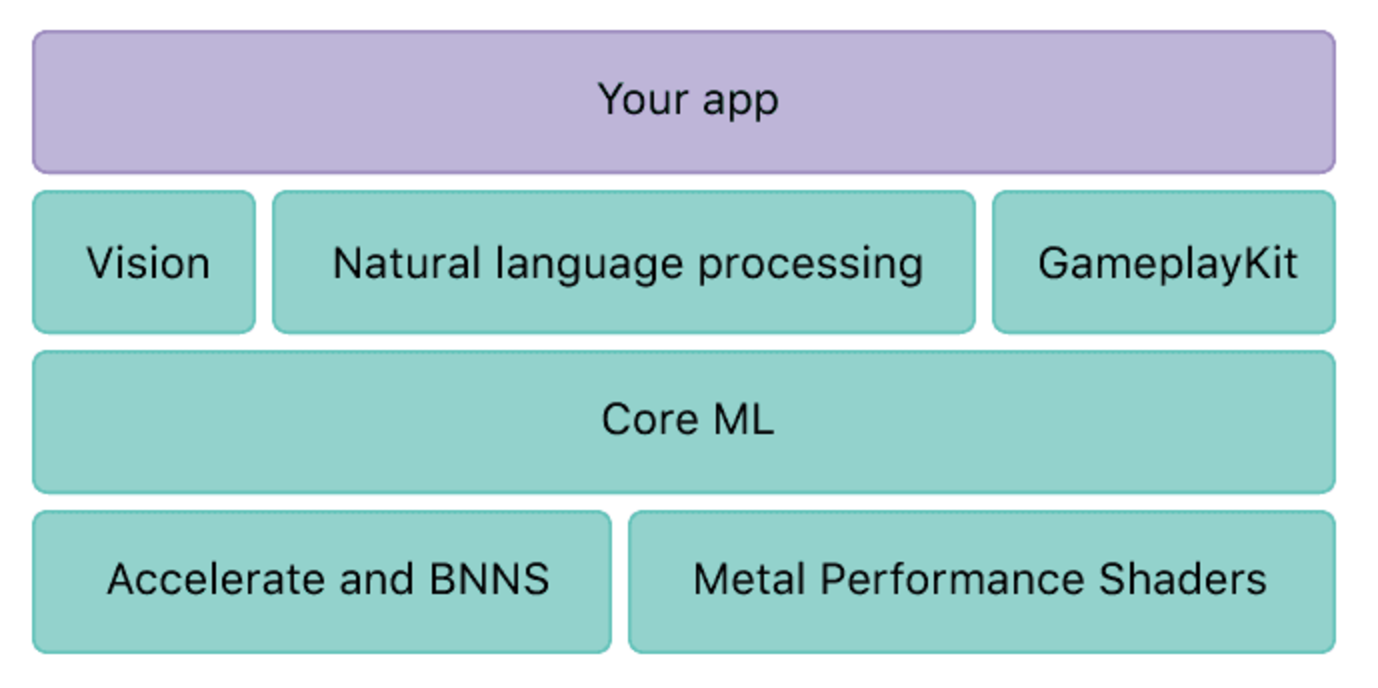 Your app
Vision
Natural language processing
GameplayKit
Core ML
Accelerate and BNNS
Metal Performance Shaders